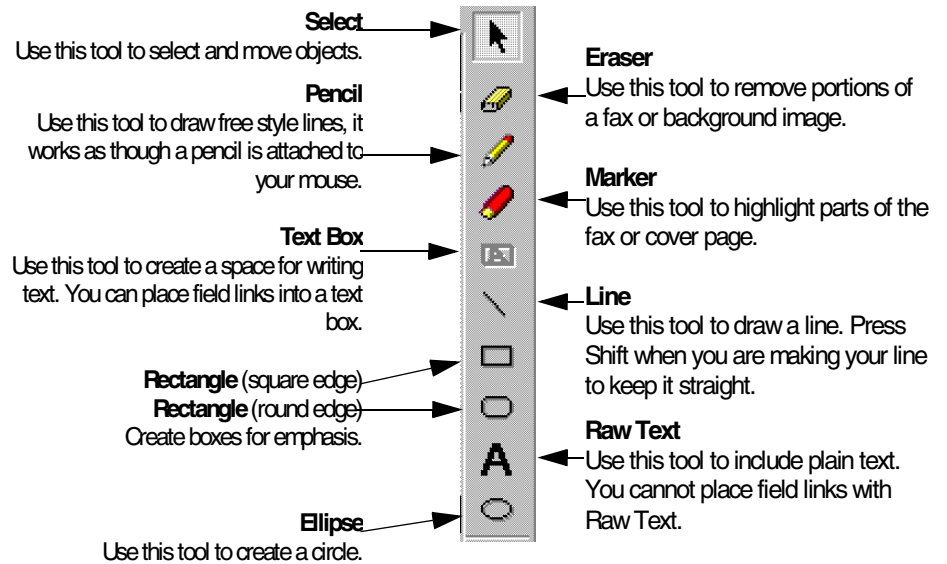 Select
Use this tool to select and move objects.
Pencil
Use this tool to draw free style lines, it
works as though a pencil is attached to
your mouse.
Text Box
Use this tool to create a space for writing
text. You can place field links into a text
box.
Rectangle (square edge)
Rectangle (round edge)
Create boxes for emphasis.
Ellipse
Use this tool to create a circle.
A
Eraser
Use this tool to remove portions of
a fax or background image.
Marker
Use this tool to highlight parts of the
fax or cover page.
Line
Use this tool to draw a line. Press
Shift when you are making your line
to keep it straight.
Raw Text
Use this tool to include plain text.
You cannot place field links with
Raw Text.